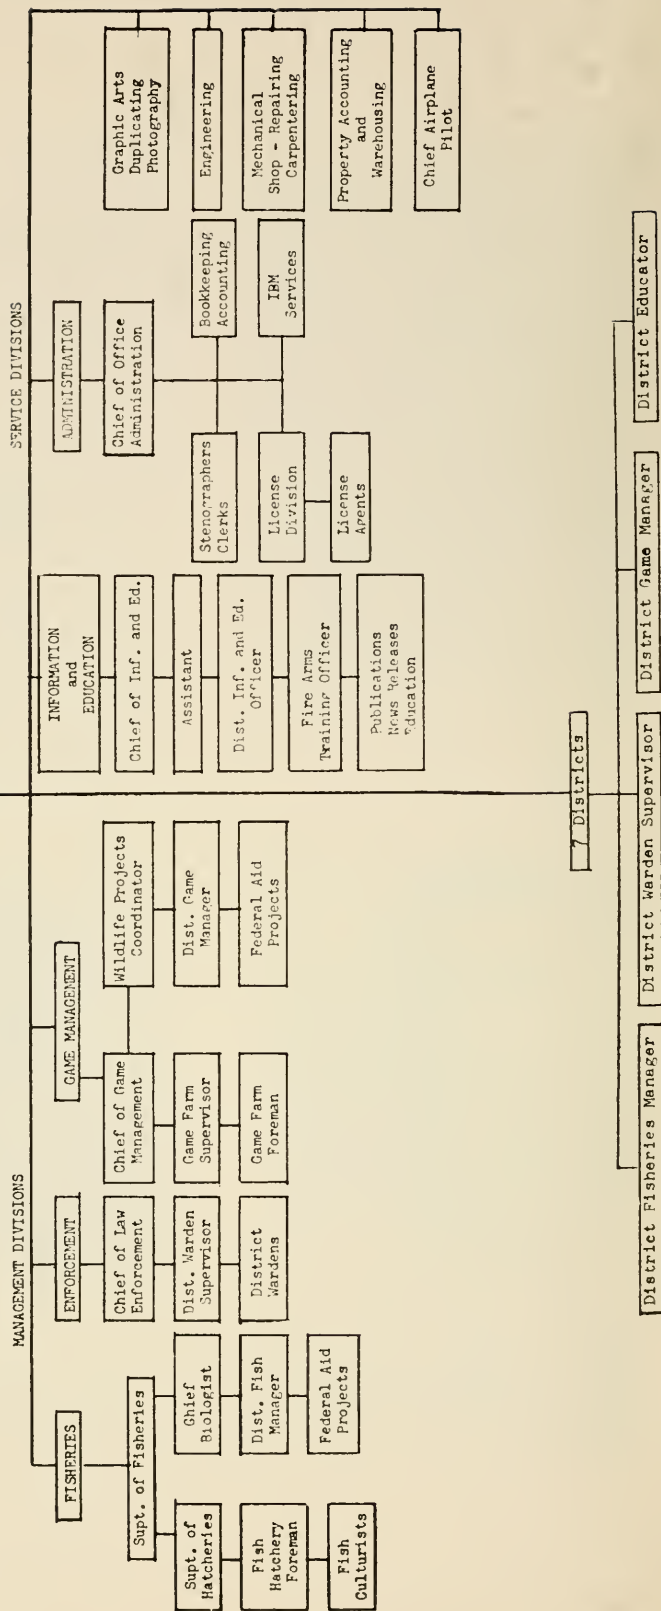 MANAGEMENT DIVISIONS
SERVICE DIVISIONS
FISHERIES
Supt. of Fisheries
Supt. of
Hatcheries
Fish
Hatchery
Foreman
Fish
Culturists
Chief
Biologist
Dist. Fish
Manager
Federal Aid
Projects
ENFORCEMENT
Chief of Law
Enforcement
Dist. Warden
Supervisor
District
Wardens
GAME MANAGEMENT
Chief of Game
Management
Game Farm
Supervisor
Game Farm
Foreman
Wildlife Projects
Coordinator
Dist. Game
Manager
Federal Aid
Projects
INFORMATION
and
EDUCATION
Chief of Inf. and Ed.
Assistant
Dist. Inf. and Ed.
Officer
Fire Arms
Training Officer
Publications
News Releases
Education
ADMINISTRATION
Chief of Office
Administration
Stenographers
Clerks
Bookkeeping
Accounting
License
Division
IBM
Services
License
Agents
Graphic Arts
Duplicating
Photography
Engineering
Mechanical
Shop - Repairing
Carpentering
Property Accounting
and
Warehousing
Chief Airplane
Pilot
7 Districts
District Fisheries Manager
District Warden Supervisor
District Game Manager
District Educator